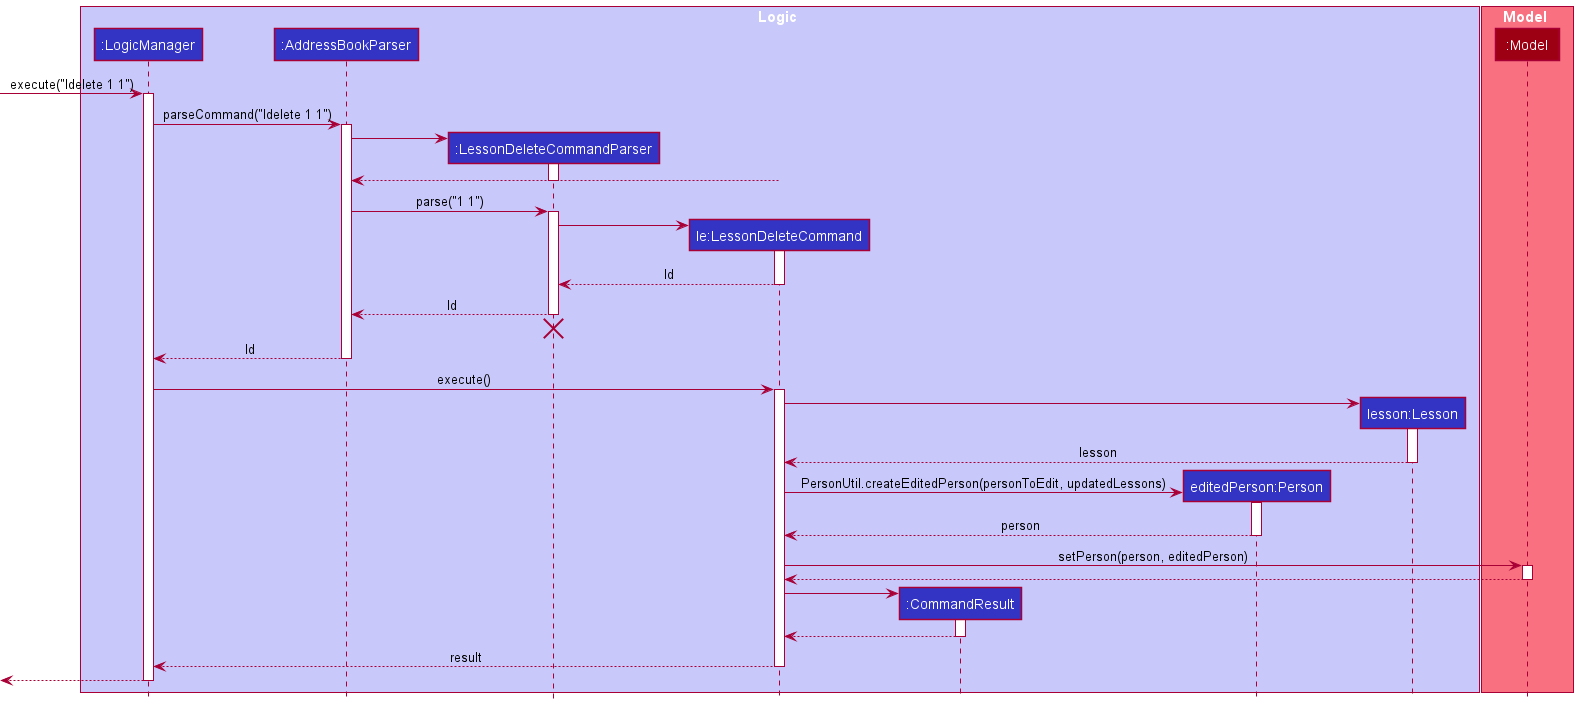 Logic
Model
:LogicManager
:AddressBookParser
:Model
execute("ldelete 1 1")
parseCommand("ldelete 1 1")
:LessonDeleteCommandParser
parse("1 1")
le:LessonDeleteCommand
ld
ld
ld
execute()
lesson:Lesson
lesson
PersonUtil.createEditedPerson(personToEdit, updatedLessons)
editedPerson:Person
person
setPerson(person, editedPerson)
:CommandResult
result